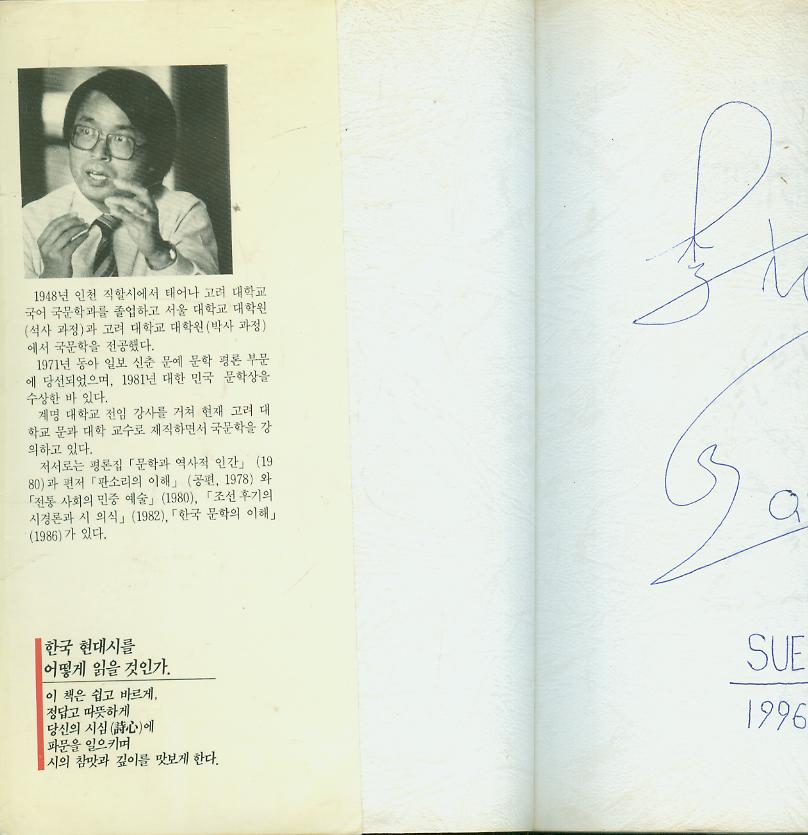 1948년 인천 직할시에서 태어나 고려 대학교
국어 국문학과를 졸업하고 서울 대학교 대학원
(석사 과정)과 고려 대학교 대학원(박사 과정)
에서 국문학을 전공했다.
1971년 동아 일보 신춘 문예 문학 평론 부문
에 당선되었으며, 1981년 대한 민국 문학상을
수상한 바 있다.
계명 대학교 전임 강사를 거쳐 현재 고려 대
학교 문과 대학 교수로 재직하면서 국문학을 강
의하고 있다.
저서로는 평론집 「문학과 역사적 인간」 (19
80)과 편저 「판소리의 이해」 (공편, 1978) 와
「전통 사회의 민중 예술」 (1980), 「조선 후기의
시경론과 시 의식」 (1982), 「한국 문학의 이해」
(1986)가 있다.
한국 현대시를
어떻게 읽을 것인가.
이 책은 쉽고 바르게,
정답고 따뜻하게
당신의 시심(詩心)에
파문을 일으키며
시의 참맛과 깊이를 맛보게 한다.
李
SUE
1996